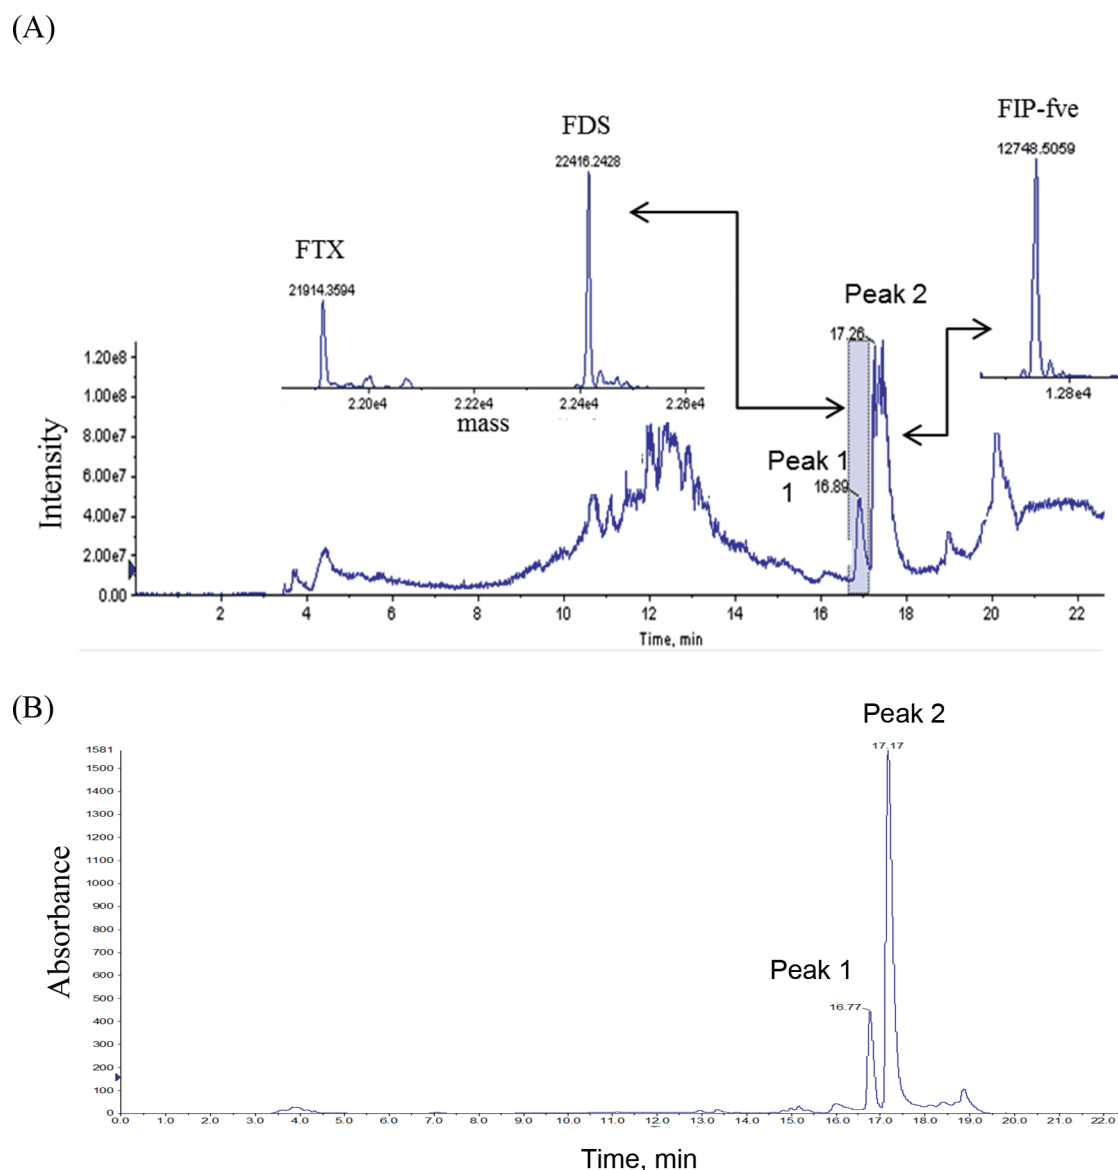 (A)
FIP-fve
12748.5059
FDS
22416.2428
FTX
21914.3594
Peak 2
17.26
1.20e8
1.00e8
8.00e7
6.00e7
4.00e7
2.00e7
0.00
Intensity
2.20e4 2.22e4 2.24e4 2.26e4
mass
1.28e4
Peak 1
1
16.89
2 4 6 8 10 12 14 16 18 20 22
Time, min
(B)
Peak 2
17.17
1581
1500
1400
1300
1200
1100
1000
900
800
700
600
500
400
300
200
100
0
Absorbance
Peak 1
16.77
0.0 1.0 2.0 3.0 4.0 5.0 6.0 7.0 8.0 9.0 10.0 11.0 12.0 13.0 14.0 15.0 16.0 17.0 18.0 19.0 20.0 21.0 22.0
Time, min